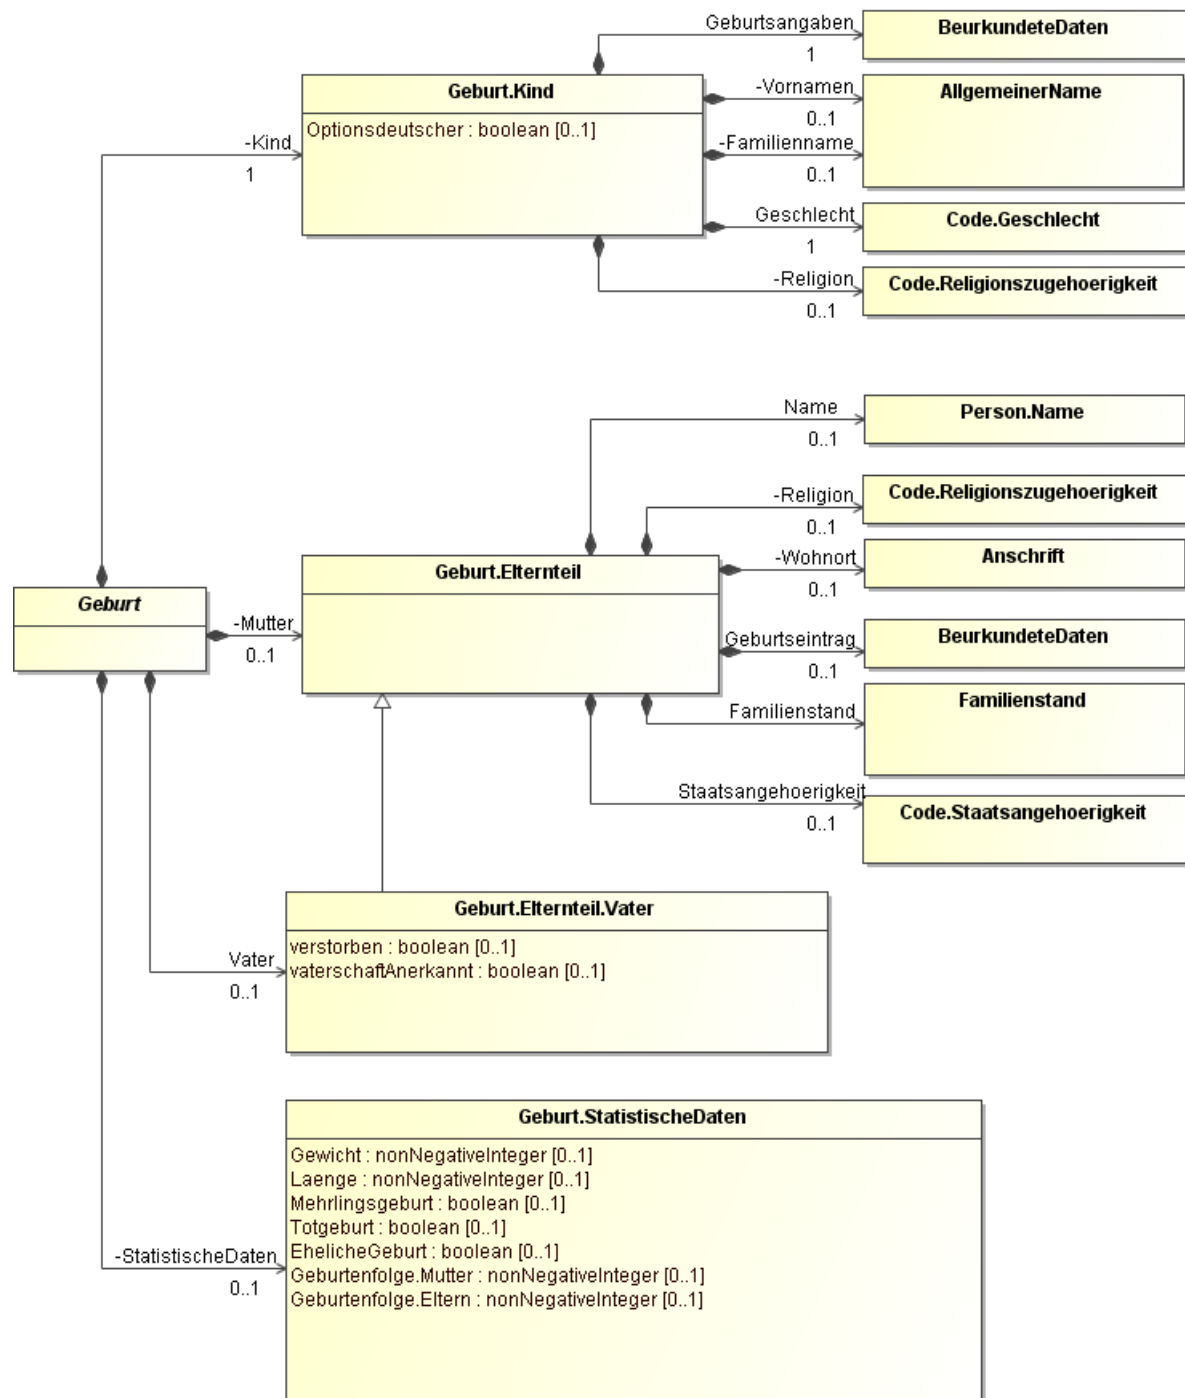 Geburtsangaben
1
BeurkundeteDaten
Geburt.Kind
Optionsdeutscher : boolean [0..1]
-Vornamen
0..1
AllgemeinerName
-Familienname
0..1
-Kind
1
Geschlecht
1
Code.Geschlecht
-Religion
0..1
Code.Religionszugehoerigkeit
Name
0..1
Person.Name
-Religion
0..1
Code.Religionszugehoerigkeit
Geburt.Elternteil
-Wohnort
0..1
Anschrift
Geburt
-Mutter
0..1
Geburtseintrag
0..1
BeurkundeteDaten
Familienstand
Familienstand
Staatsangehoerigkeit
0..1
Code.Staatsangehoerigkeit
Geburt.Elternteil.Vater
verstorben : boolean [0..1]
vaterschaftAnerkannt : boolean [0..1]
Vater
0..1
Geburt.StatistischeDaten
Gewicht : nonNegativeInteger [0..1]
Laenge : nonNegativeInteger [0..1]
Mehrlingsgeburt : boolean [0..1]
Totgeburt : boolean [0..1]
EhelicheGeburt : boolean [0..1]
Geburtenfolge.Mutter : nonNegativeInteger [0..1]
Geburtenfolge.Eltern : nonNegativeInteger [0..1]
-StatistischeDaten
0..1